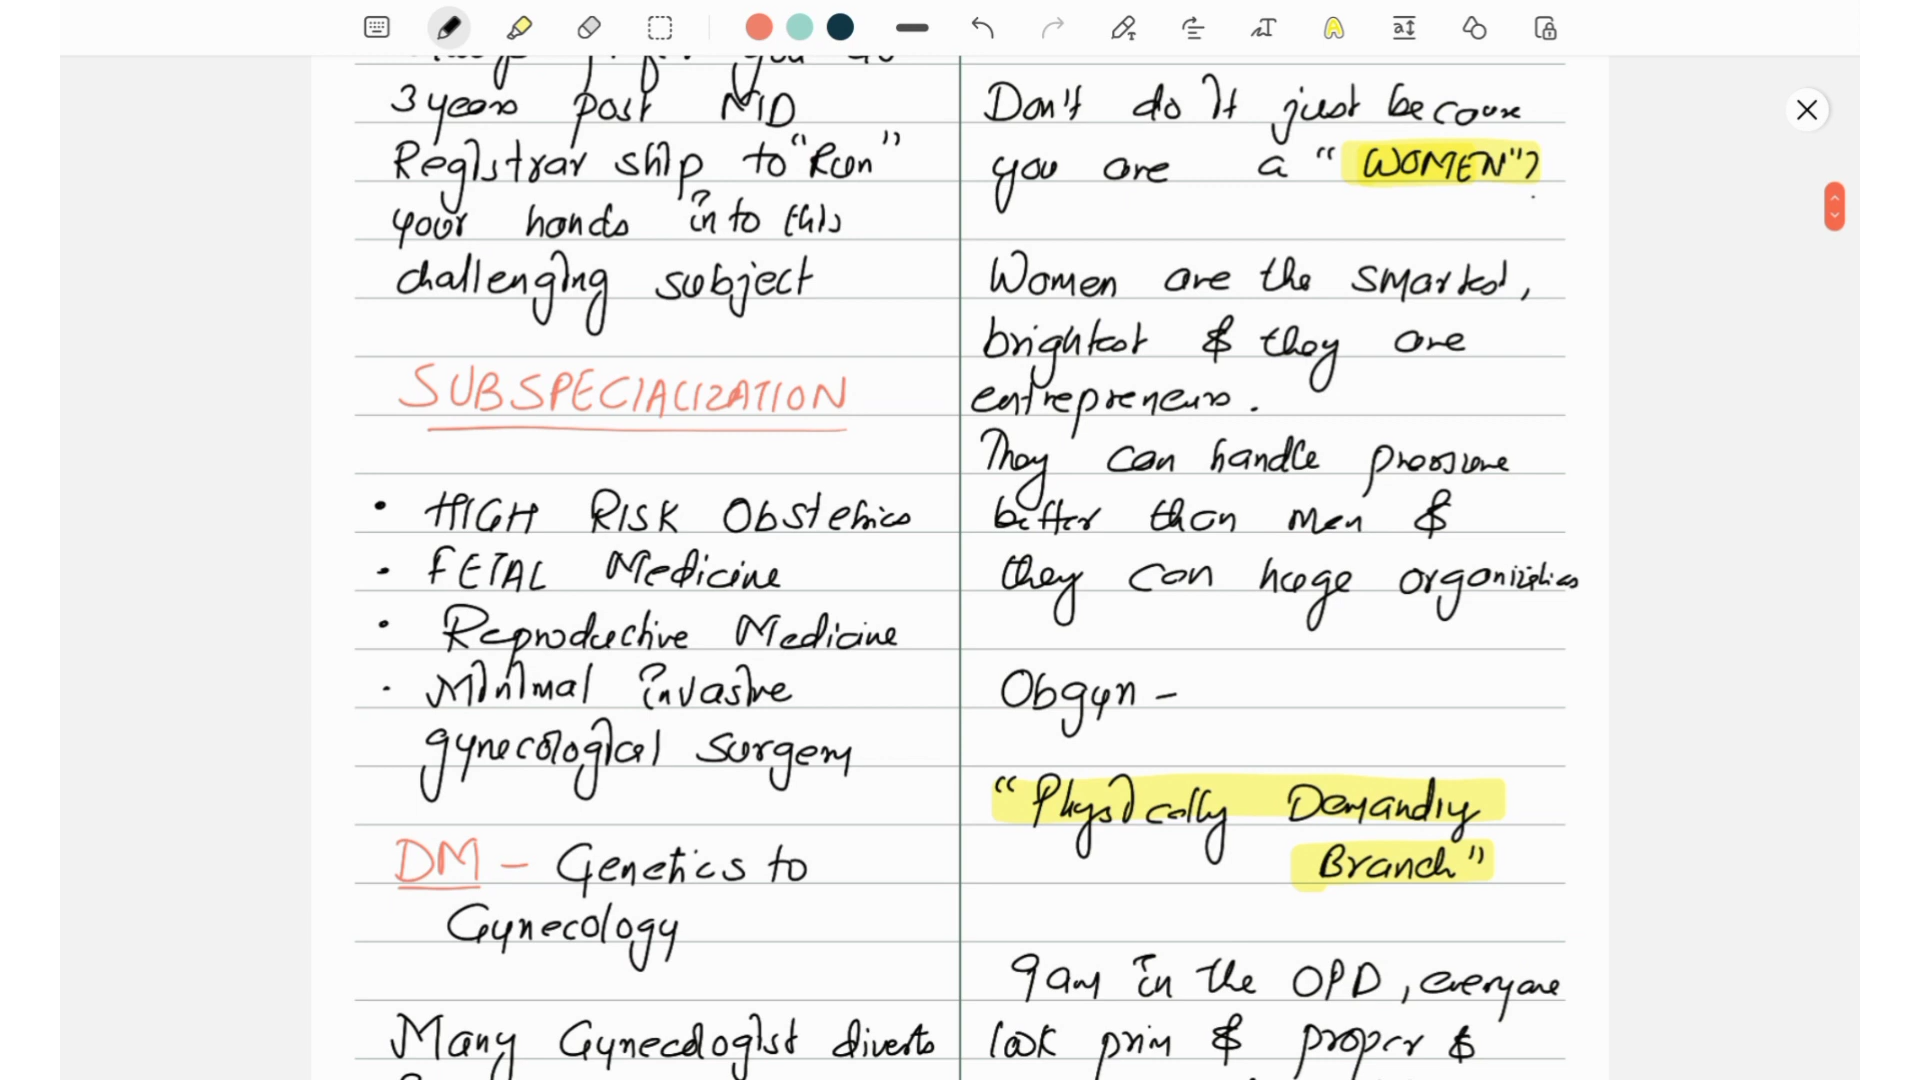 3 years post MD
Registrar ship to "Run"
your hands into this
challenging subject
SUBSPECIALIZATION
• HIGH RISK Obstetrics
• FETAL Medicine
• Reproductive Medicine
• Minimal invasive
gynecological surgery
DM - Genetics to
Gynecology
Many Gynecologist diverts
Don't do It just because
you are a "WOMEN"?
Women are the smartest,
brightest & they are
entrepreneurs.
They can handle pressure
better than men &
they can huge organizations
Obgyn -
"Physically Demanding
Branch"
9am in the OPD, everyone
look prim & proper &